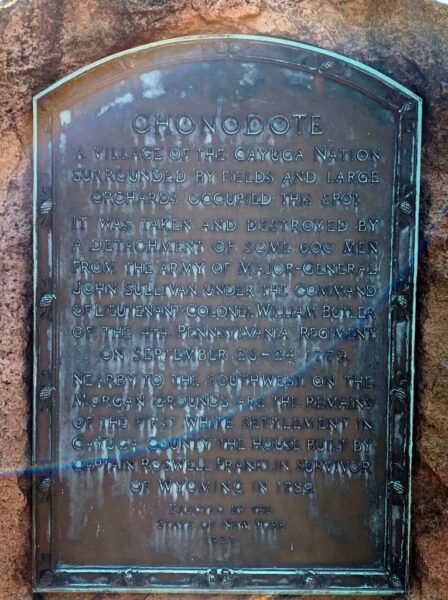 CHONODOTE
A VILLAGE OF THE CAYUGA NATION
SURROUNDED BY FIELDS AND LARGE
ORCHARDS OCCUPIED THIS SPOT
IT WAS TAKEN AND DESTROYED BY
A DETACHMENT OF SOME 600 MEN
FROM THE ARMY OF MAJOR-GENERAL
JOHN SULLIVAN UNDER THE COMMAND
OF LIEUTENANT COLONEL WILLIAM BUTLER
OF THE 4TH PENNSYLVANIA REGIMENT
ON SEPTEMBER 23-24 1779
NEARBY TO THE SOUTHWEST ON THE
MORGAN GROUNDS ARE THE REMAINS
OF THE FIRST WHITE SETTLEMENT IN
CAYUGA COUNTY THE HOUSE BUILT BY
CAPTAIN ROSWELL FRANKLIN SURVIVOR
OF WYOMING IN 1789
ERECTED BY THE
STATE OF NEW YORK